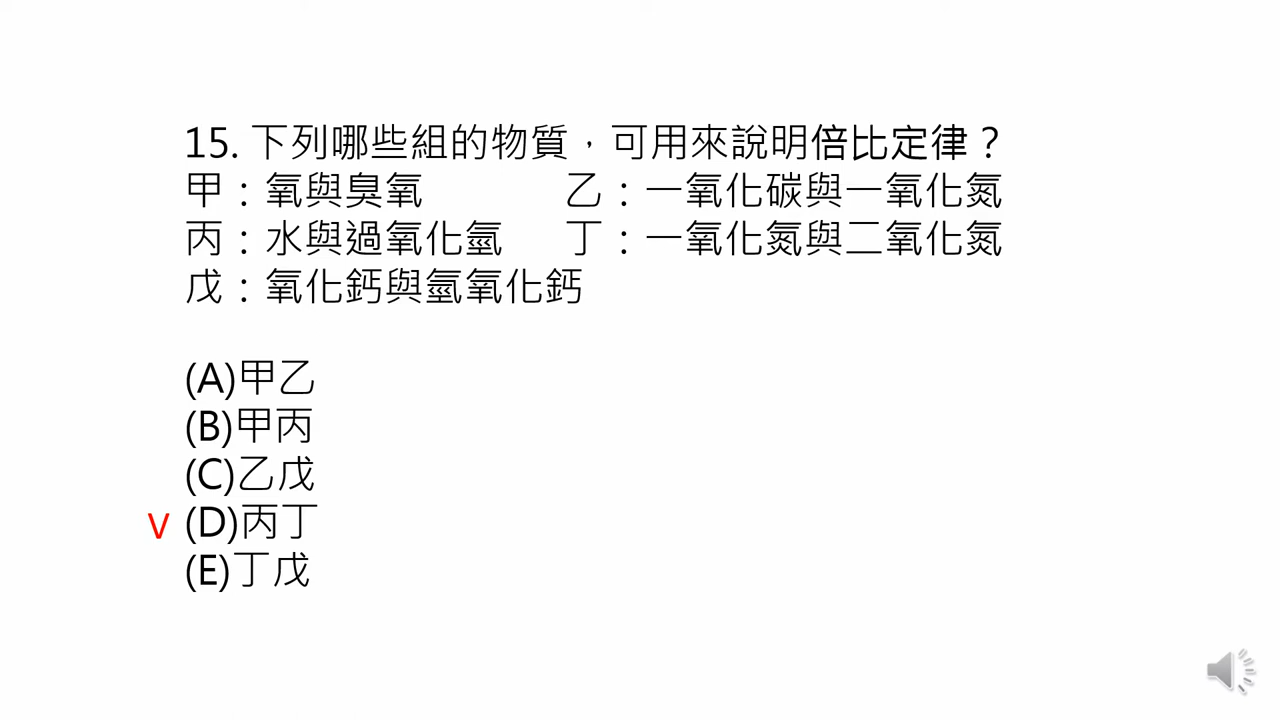 15. 下列哪些組的物質，可用來說明倍比定律？
甲：氧與臭氧 乙：一氧化碳與一氧化氮
丙：水與過氧化氫 丁：一氧化氮與二氧化氮
戊：氧化鈣與氫氧化鈣
(A)甲乙
(B)甲丙
(C)乙戊
V (D)丙丁
(E)丁戊